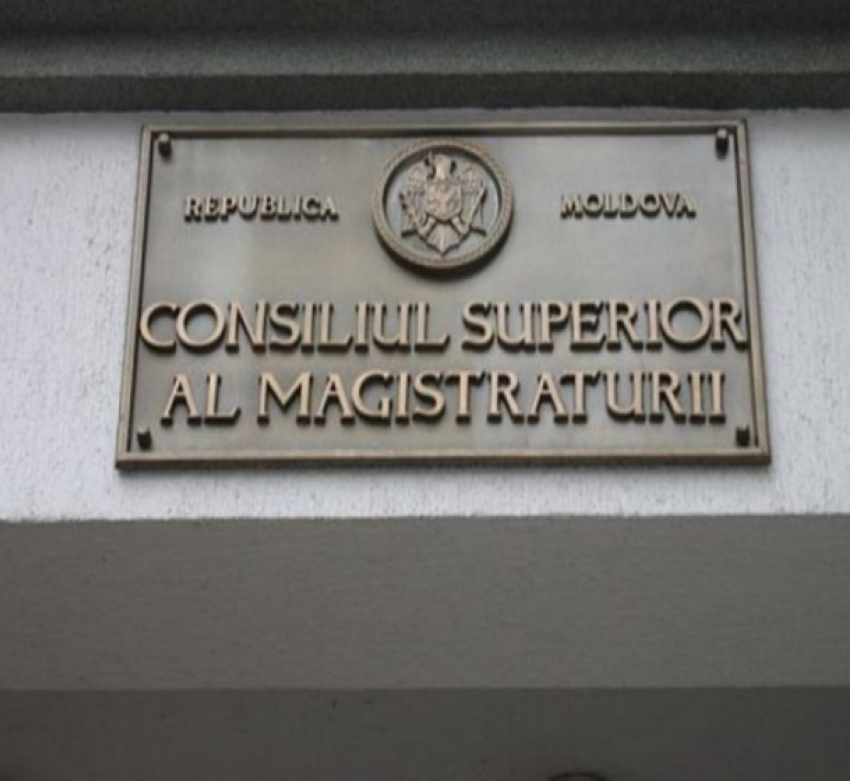 REPUBLICA MOLDOVA
CONSILIUL SUPERIOR
AL MAGISTRATURII